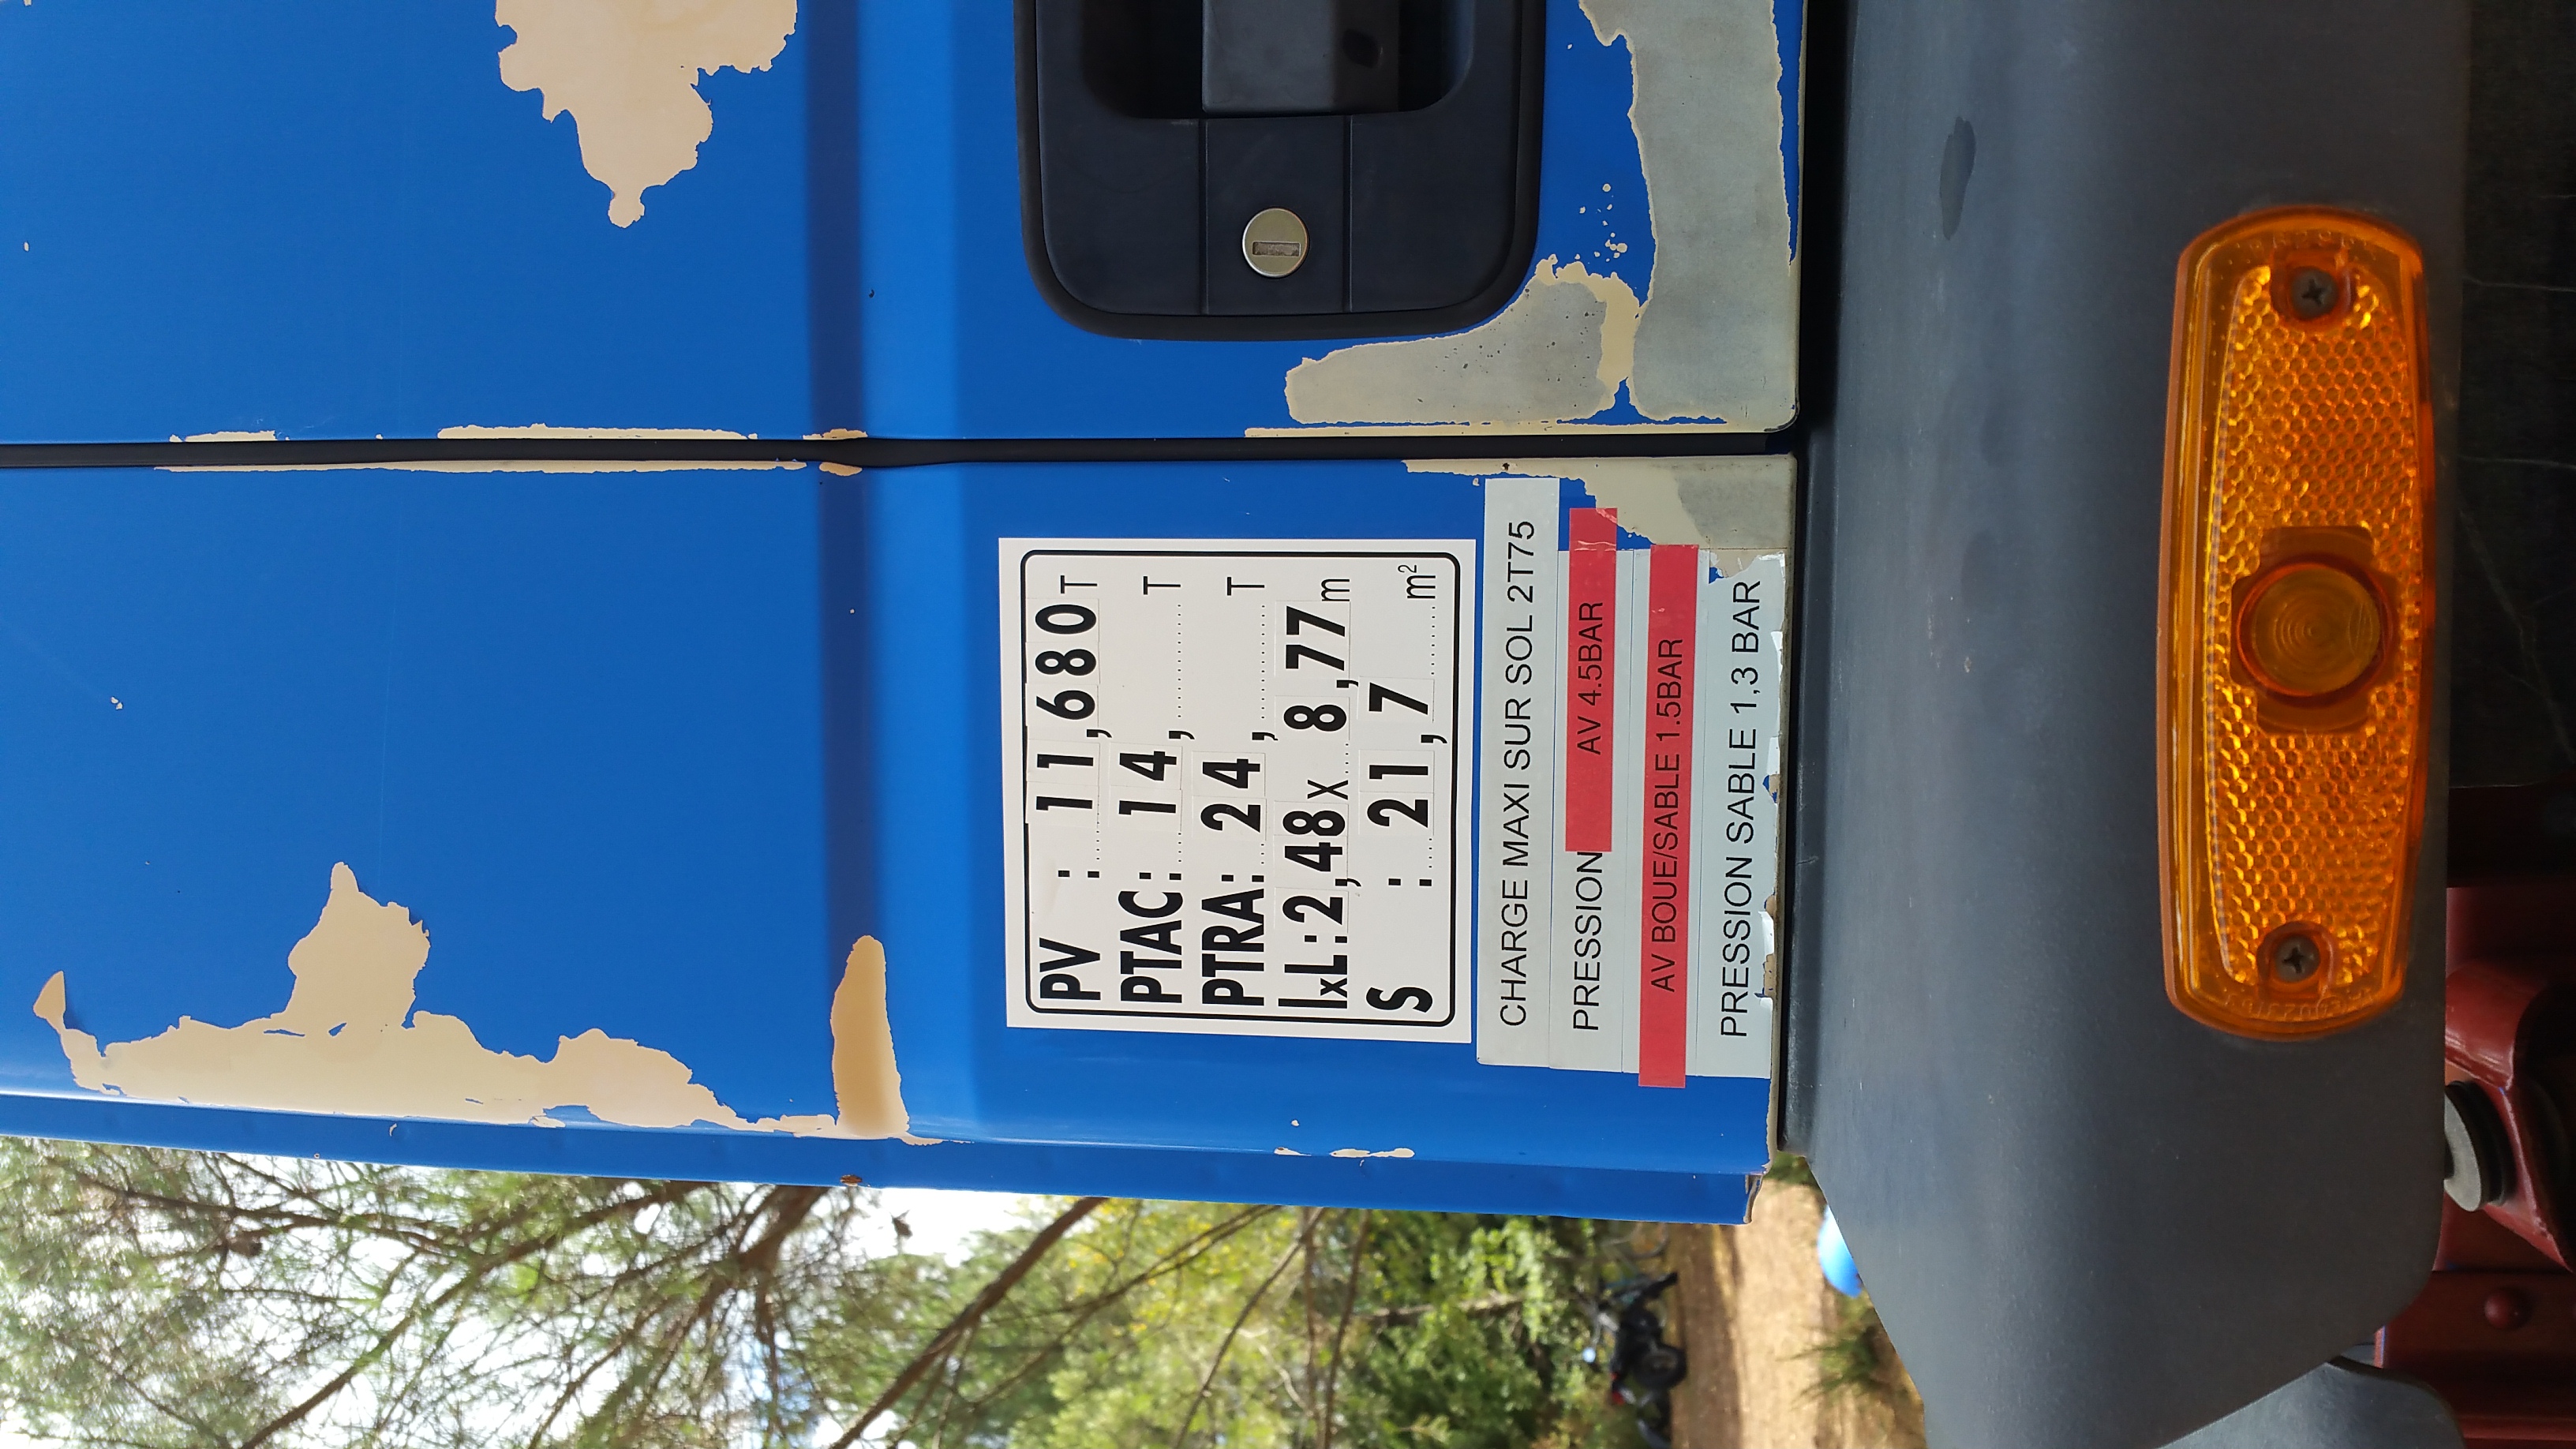 PV : 11,680 T
PTAC: 14, T
PTRA: 24, T
lxL: 2,48 x 8,77 m
S : 21,7 m²
CHARGE MAXI SUR SOL 2T75
PRESSION AV 4.5BAR
AV BOUE/SABLE 1.5BAR
PRESSION SABLE 1,3 BAR